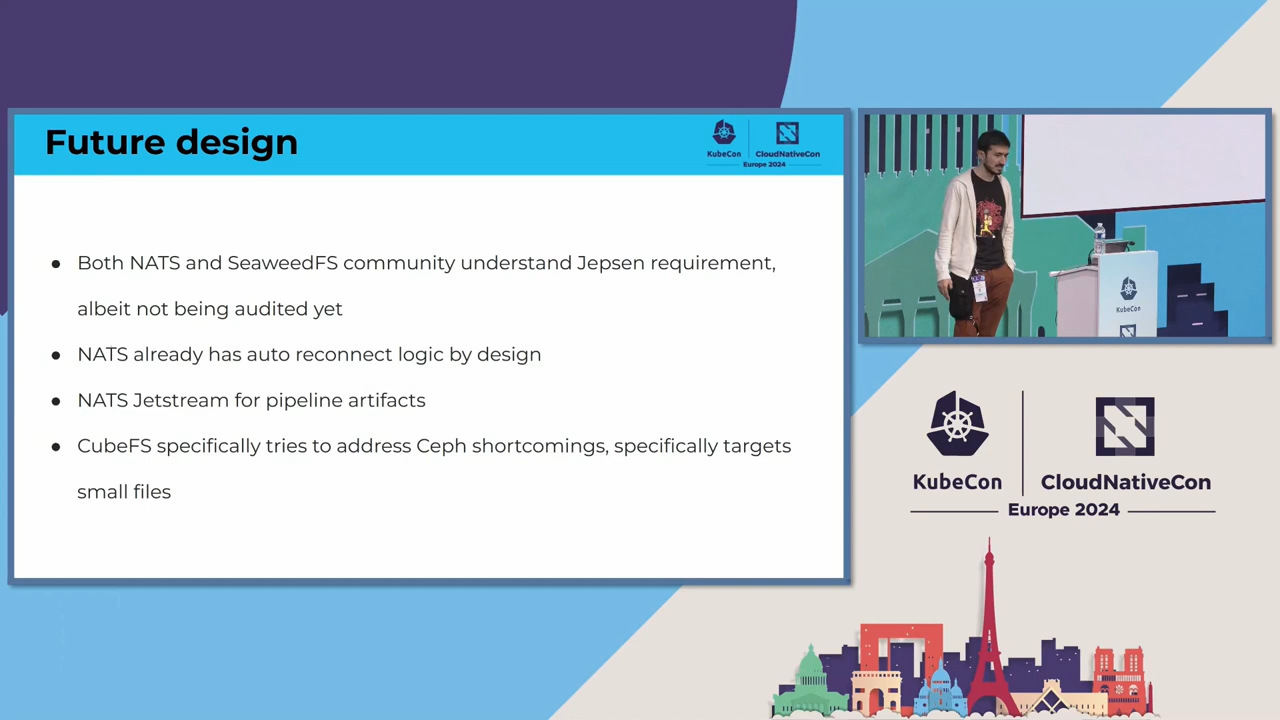 Future design
KubeCon
CloudNativeCon
Europe 2024
● Both NATS and SeaweedFS community understand Jepsen requirement,
albeit not being audited yet
● NATS already has auto reconnect logic by design
● NATS Jetstream for pipeline artifacts
● CubeFS specifically tries to address Ceph shortcomings, specifically targets
small files
KubeCon
KubeCon
CloudNativeCon
Europe 2024